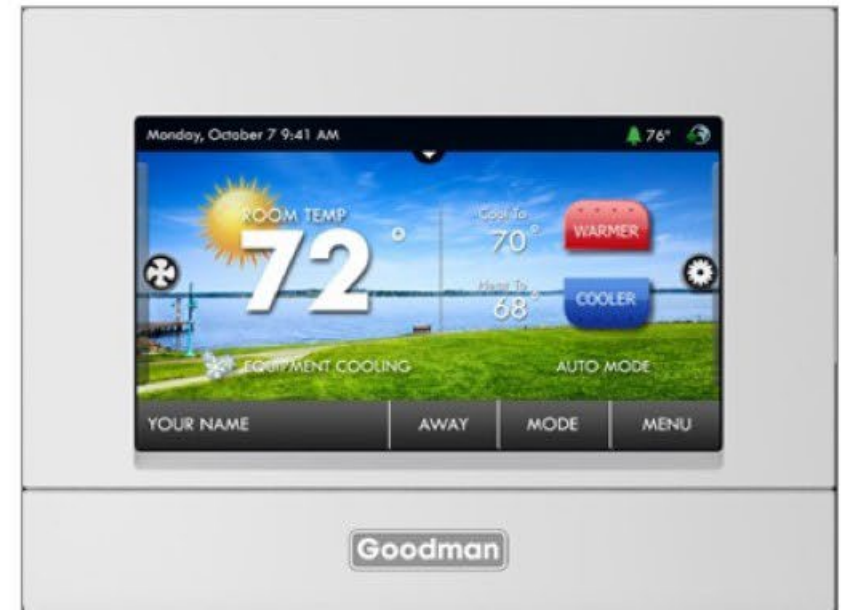 Monday, October 7 9:41 AM
76°
ROOM TEMP
72°
Cool To
70°
WARMER
Heat To
68°
COOLER
EQUIPMENT COOLING
AUTO MODE
YOUR NAME
AWAY
MODE
MENU
Goodman